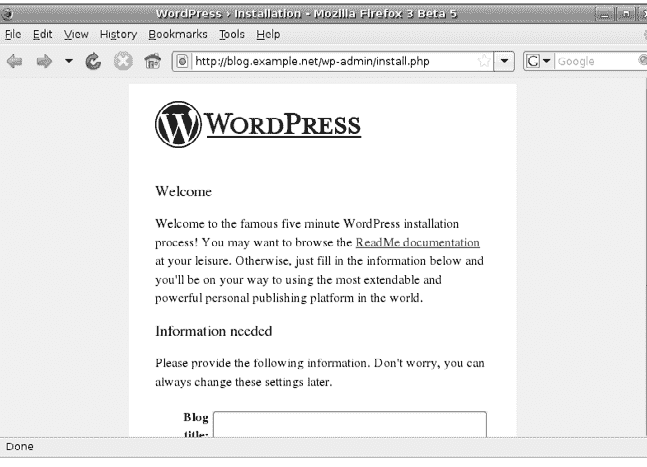 WordPress › Installation - Mozilla Firefox 3 Beta 5
File Edit View History Bookmarks Tools Help
http://blog.example.net/wp-admin/install.php
Google
WORDPRESS
Welcome
Welcome to the famous five minute WordPress installation
process! You may want to browse the ReadMe documentation
at your leisure. Otherwise, just fill in the information below and
you'll be on your way to using the most extendable and
powerful personal publishing platform in the world.
Information needed
Please provide the following information. Don't worry, you can
always change these settings later.
Blog
title:
Done